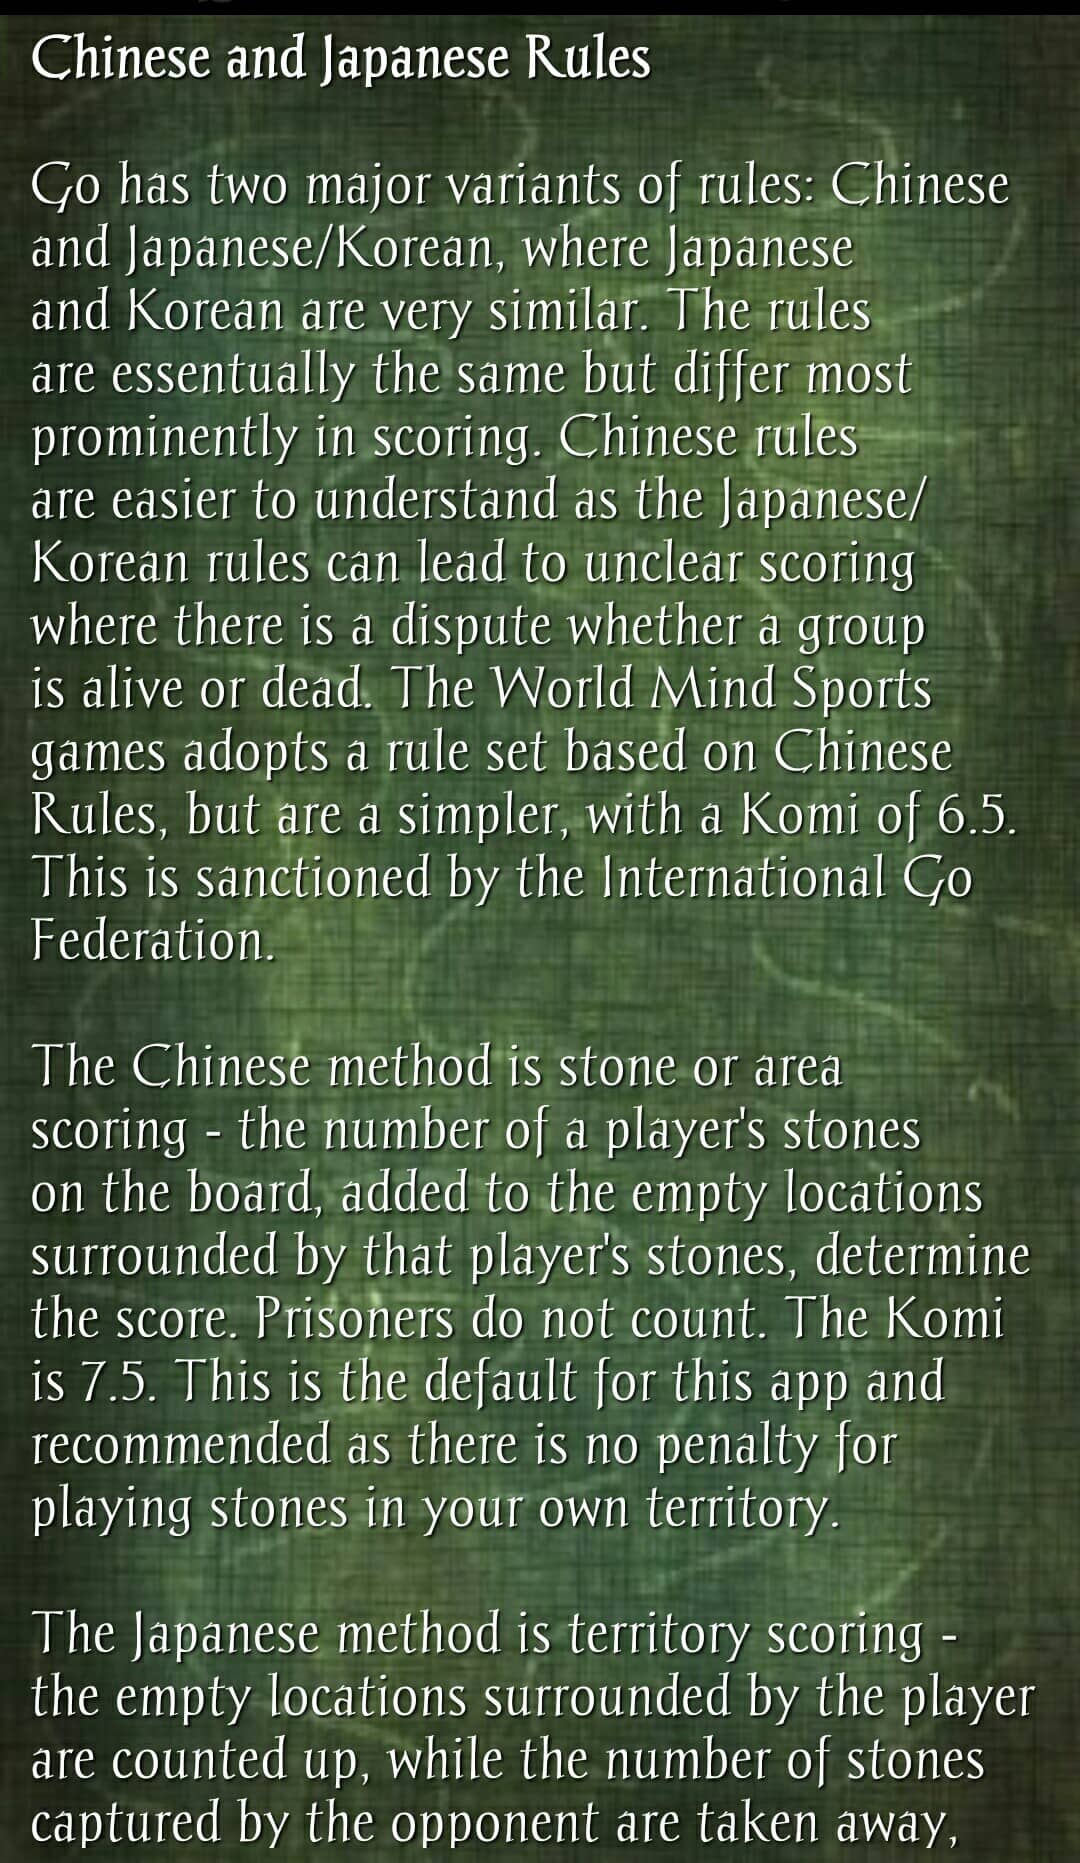 Chinese and Japanese Rules
Go has two major variants of rules: Chinese
and Japanese/Korean, where Japanese
and Korean are very similar. The rules
are essentually the same but differ most
prominently in scoring. Chinese rules
are easier to understand as the Japanese/
Korean rules can lead to unclear scoring
where there is a dispute whether a group
is alive or dead. The World Mind Sports
games adopts a rule set based on Chinese
Rules, but are a simpler, with a Komi of 6.5.
This is sanctioned by the International Go
Federation.
The Chinese method is stone or area
scoring - the number of a player's stones
on the board, added to the empty locations
surrounded by that player's stones, determine
the score. Prisoners do not count. The Komi
is 7.5. This is the default for this app and
recommended as there is no penalty for
playing stones in your own territory.
The Japanese method is territory scoring -
the empty locations surrounded by the player
are counted up, while the number of stones
captured by the opponent are taken away,